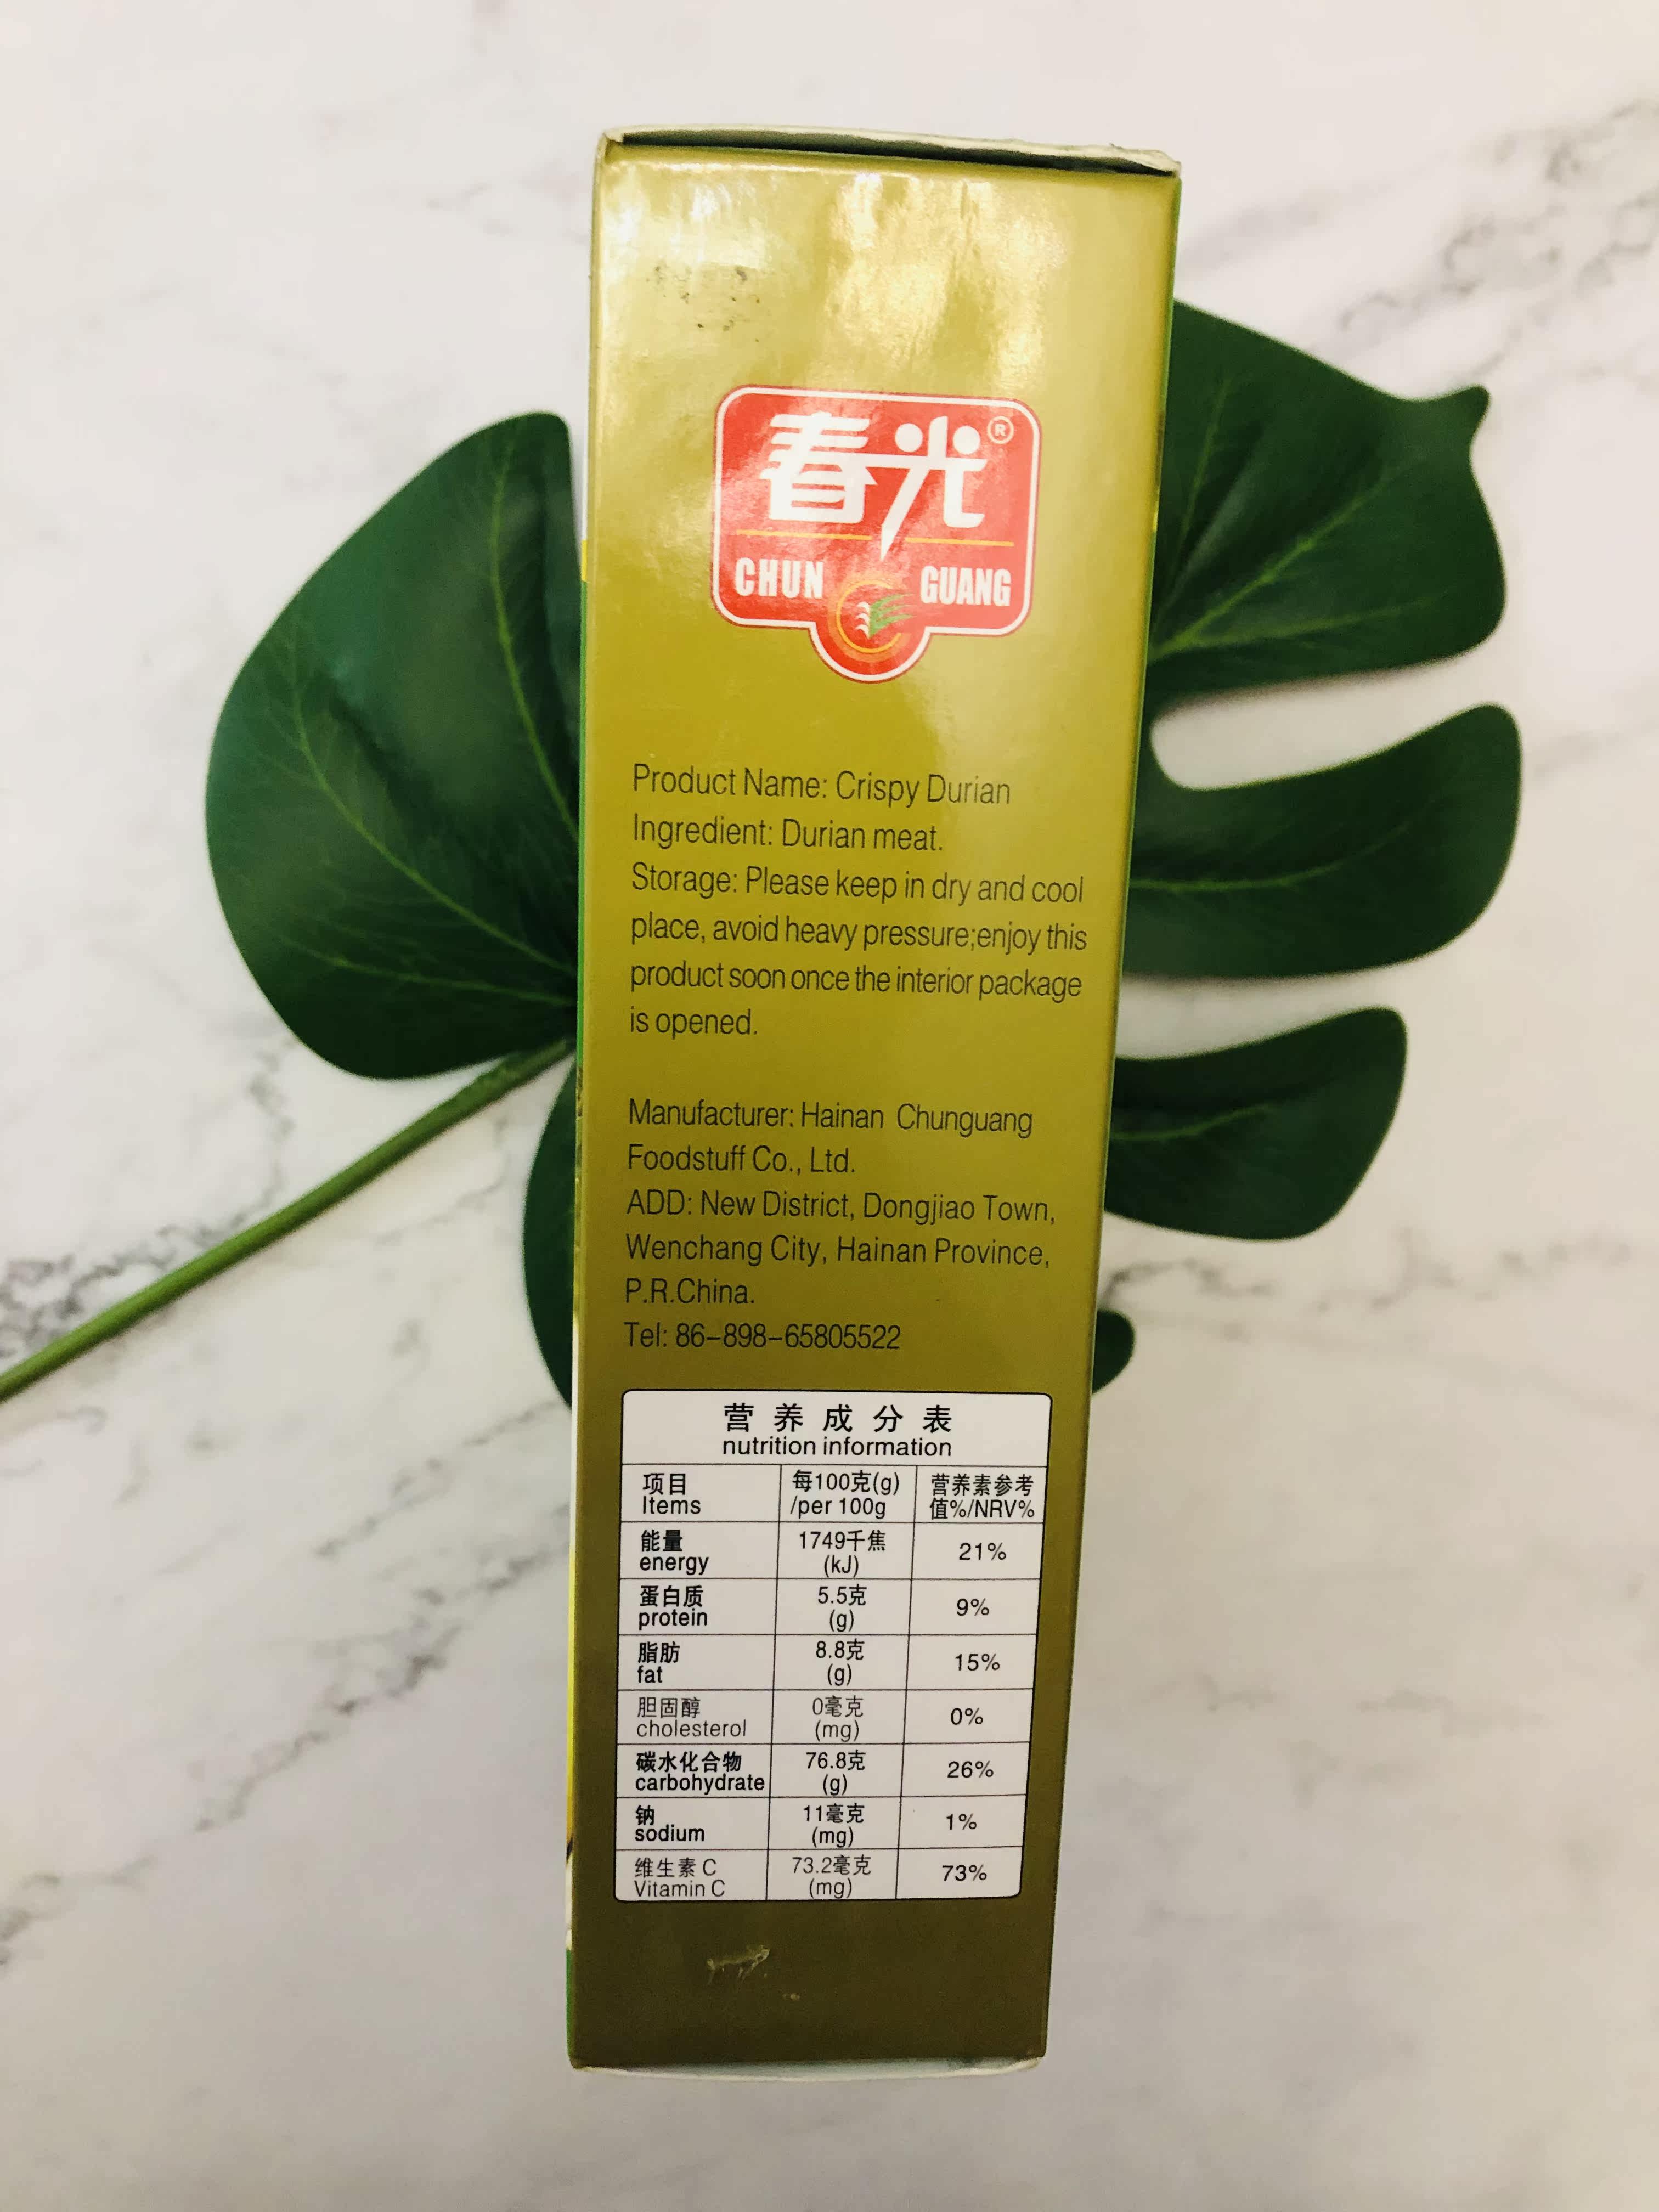 春光®
CHUN GUANG
Product Name: Crispy Durian
Ingredient: Durian meat.
Storage: Please keep in dry and cool
place, avoid heavy pressure;enjoy this
product soon once the interior package
is opened.
Manufacturer: Hainan Chunguang
Foodstuff Co., Ltd.
ADD: New District, Dongjiao Town,
Wenchang City, Hainan Province,
P.R.China.
Tel: 86-898-65805522
营养成分表
nutrition information
项目 每100克(g) 营养素参考
Items /per 100g 值%/NRV%
能量 1749千焦 21%
energy (kJ)
蛋白质 5.5克 9%
protein (g)
脂肪 8.8克 15%
fat (g)
胆固醇 0毫克 0%
cholesterol (mg)
碳水化合物 76.8克 26%
carbohydrate (g)
钠 11毫克 1%
sodium (mg)
维生素 C 73.2毫克 73%
Vitamin C (mg)